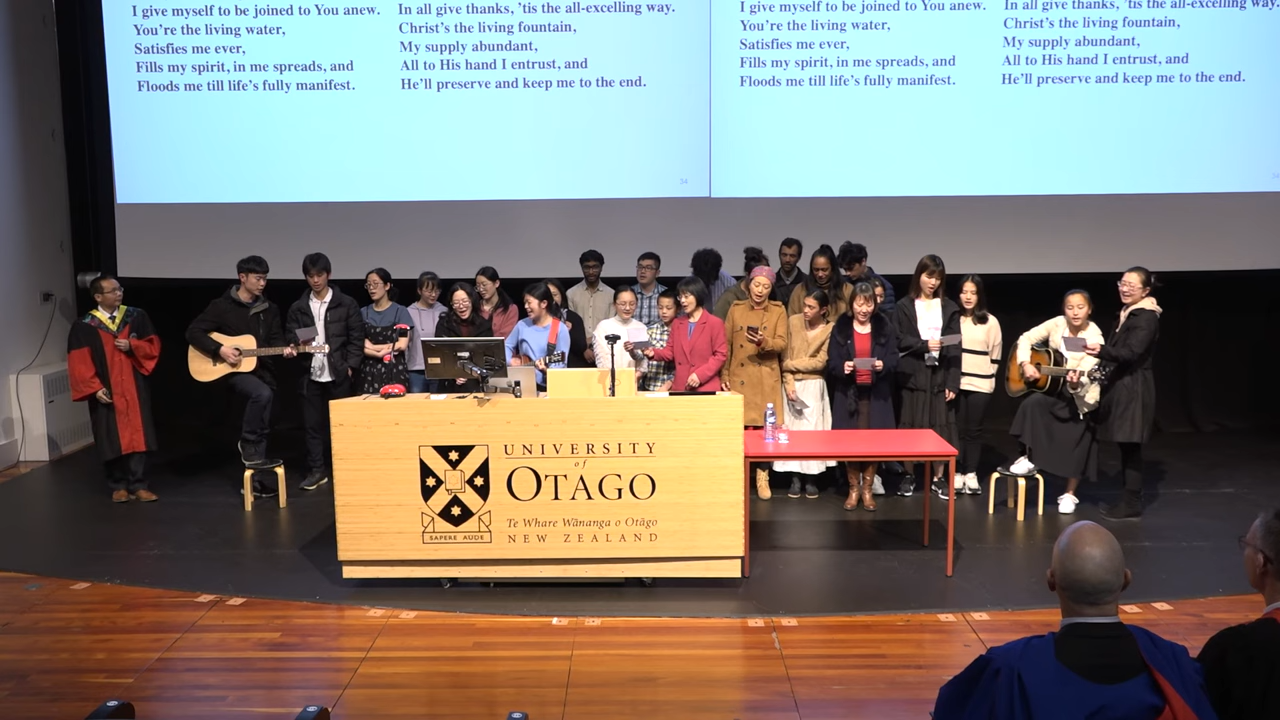 I give myself to be joined to You anew.
You're the living water,
Satisfies me ever,
Fills my spirit, in me spreads, and
Floods me till life's fully manifest.
In all give thanks, 'tis the all-excelling way.
Christ's the living fountain,
My supply abundant,
All to His hand I entrust, and
He'll preserve and keep me to the end.
34
I give myself to be joined to You anew.
You're the living water,
Satisfies me ever,
Fills my spirit, in me spreads, and
Floods me till life's fully manifest.
In all give thanks, 'tis the all-excelling way.
Christ's the living fountain,
My supply abundant,
All to His hand I entrust, and
He'll preserve and keep me to the end.
UNIVERSITY
of
OTAGO
Te Whare Wānanga o Otāgo
NEW ZEALAND
SAPERE AUDE